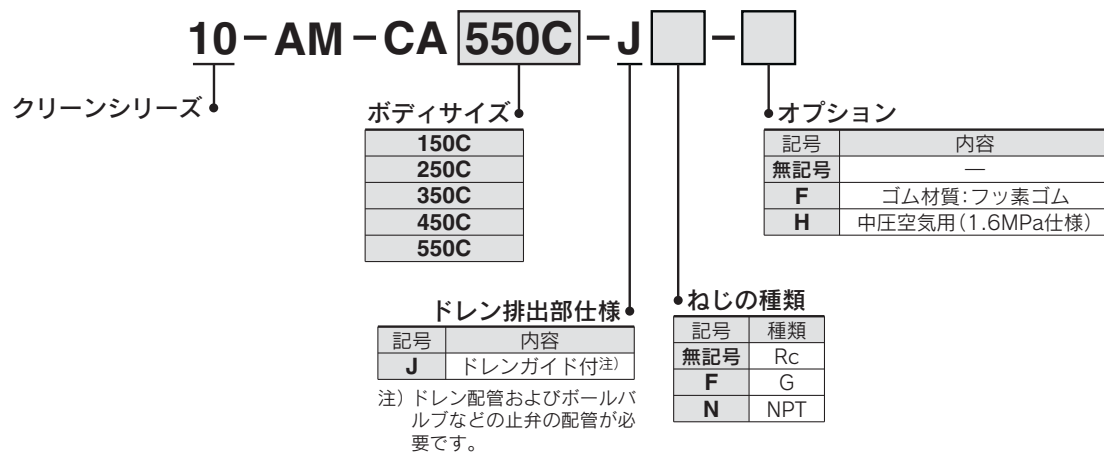 10-AM-CA 550C-J□-□
クリーンシリーズ
ボディサイズ
150C
250C
350C
450C
550C
ドレン排出部仕様
記号 内容
J ドレンガイド付注)
注) ドレン配管およびボールバ
ルブなどの止弁の配管が必
要です。
ねじの種類
記号 種類
無記号 Rc
F G
N NPT
オプション
記号 内容
無記号 —
F ゴム材質:フッ素ゴム
H 中圧空気用(1.6MPa仕様)